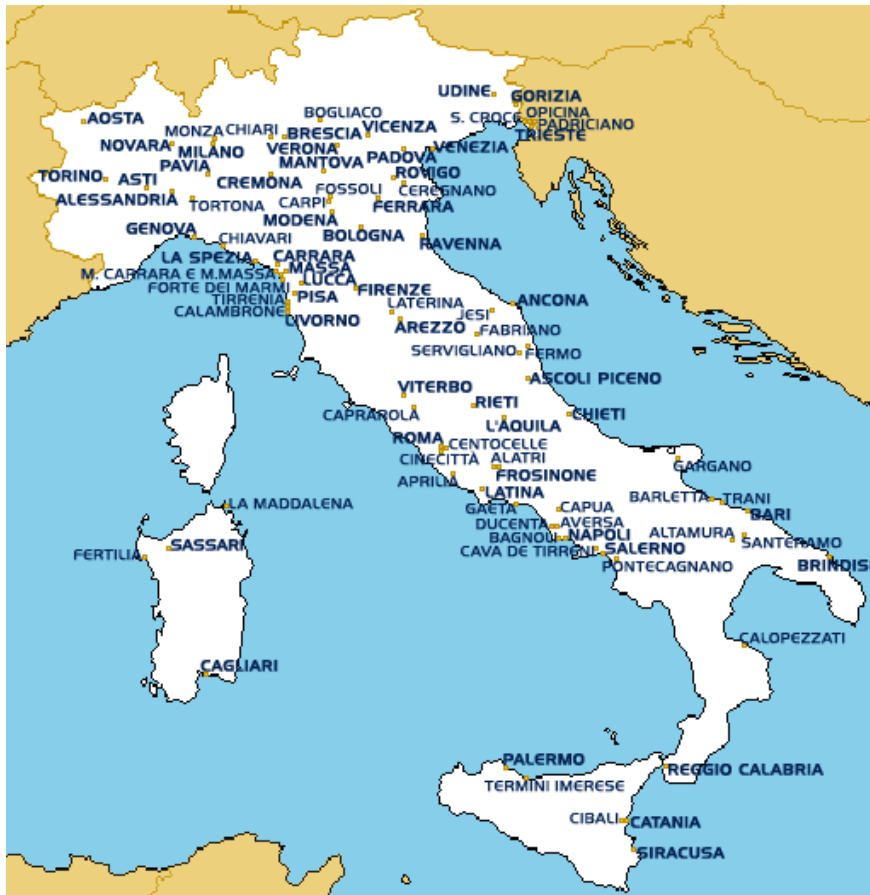 UDINE
GORIZIA
S. CROCE
OPICINA
PADRICIANO
TRIESTE
AOSTA
BOGLIACO
MONZA
CHIARI
BRESCIA
VICENZA
NOVARA
MILANO
VERONA
PADOVA
VENEZIA
PAVIA
MANTOVA
TORINO
ASTI
CREMONA
ROVIGO
ALESSANDRIA
FOSSOLI
CEREGNANO
TORTONA
CARPI
FERRARA
MODENA
GENOVA
CHIAVARI
BOLOGNA
RAVENNA
LA SPEZIA
CARRARA
M. CARRARA E M.MASSA
MASSA
FORTE DEI MARMI
LUCCA
FIRENZE
TIRRENIA
PISA
LATERINA
JESI
ANCONA
CALAMBRONE
LIVORNO
AREZZO
FABRIANO
SERVIGLIANO
FERMO
ASCOLI PICENO
VITERBO
RIETI
CAPRAROLA
L'AQUILA
CHIETI
ROMA
CENTOCELLE
CINECITTÀ
ALATRI
GARGANO
APRILIA
FROSINONE
LATINA
BARLETTA
TRANI
LA MADDALENA
GAETA
CAPUA
BARI
DUCENTA
AVERSA
BAGNOLI
NAPOLI
ALTAMURA
SANTERAMO
FERTILIA
SASSARI
CAVA DE TIRRENI
SALERNO
PONTECAGNANO
BRINDIS
CALOPEZZATI
CAGLIARI
PALERMO
REGGIO CALABRIA
TERMINI IMERESE
CIBALI
CATANIA
SIRACUSA